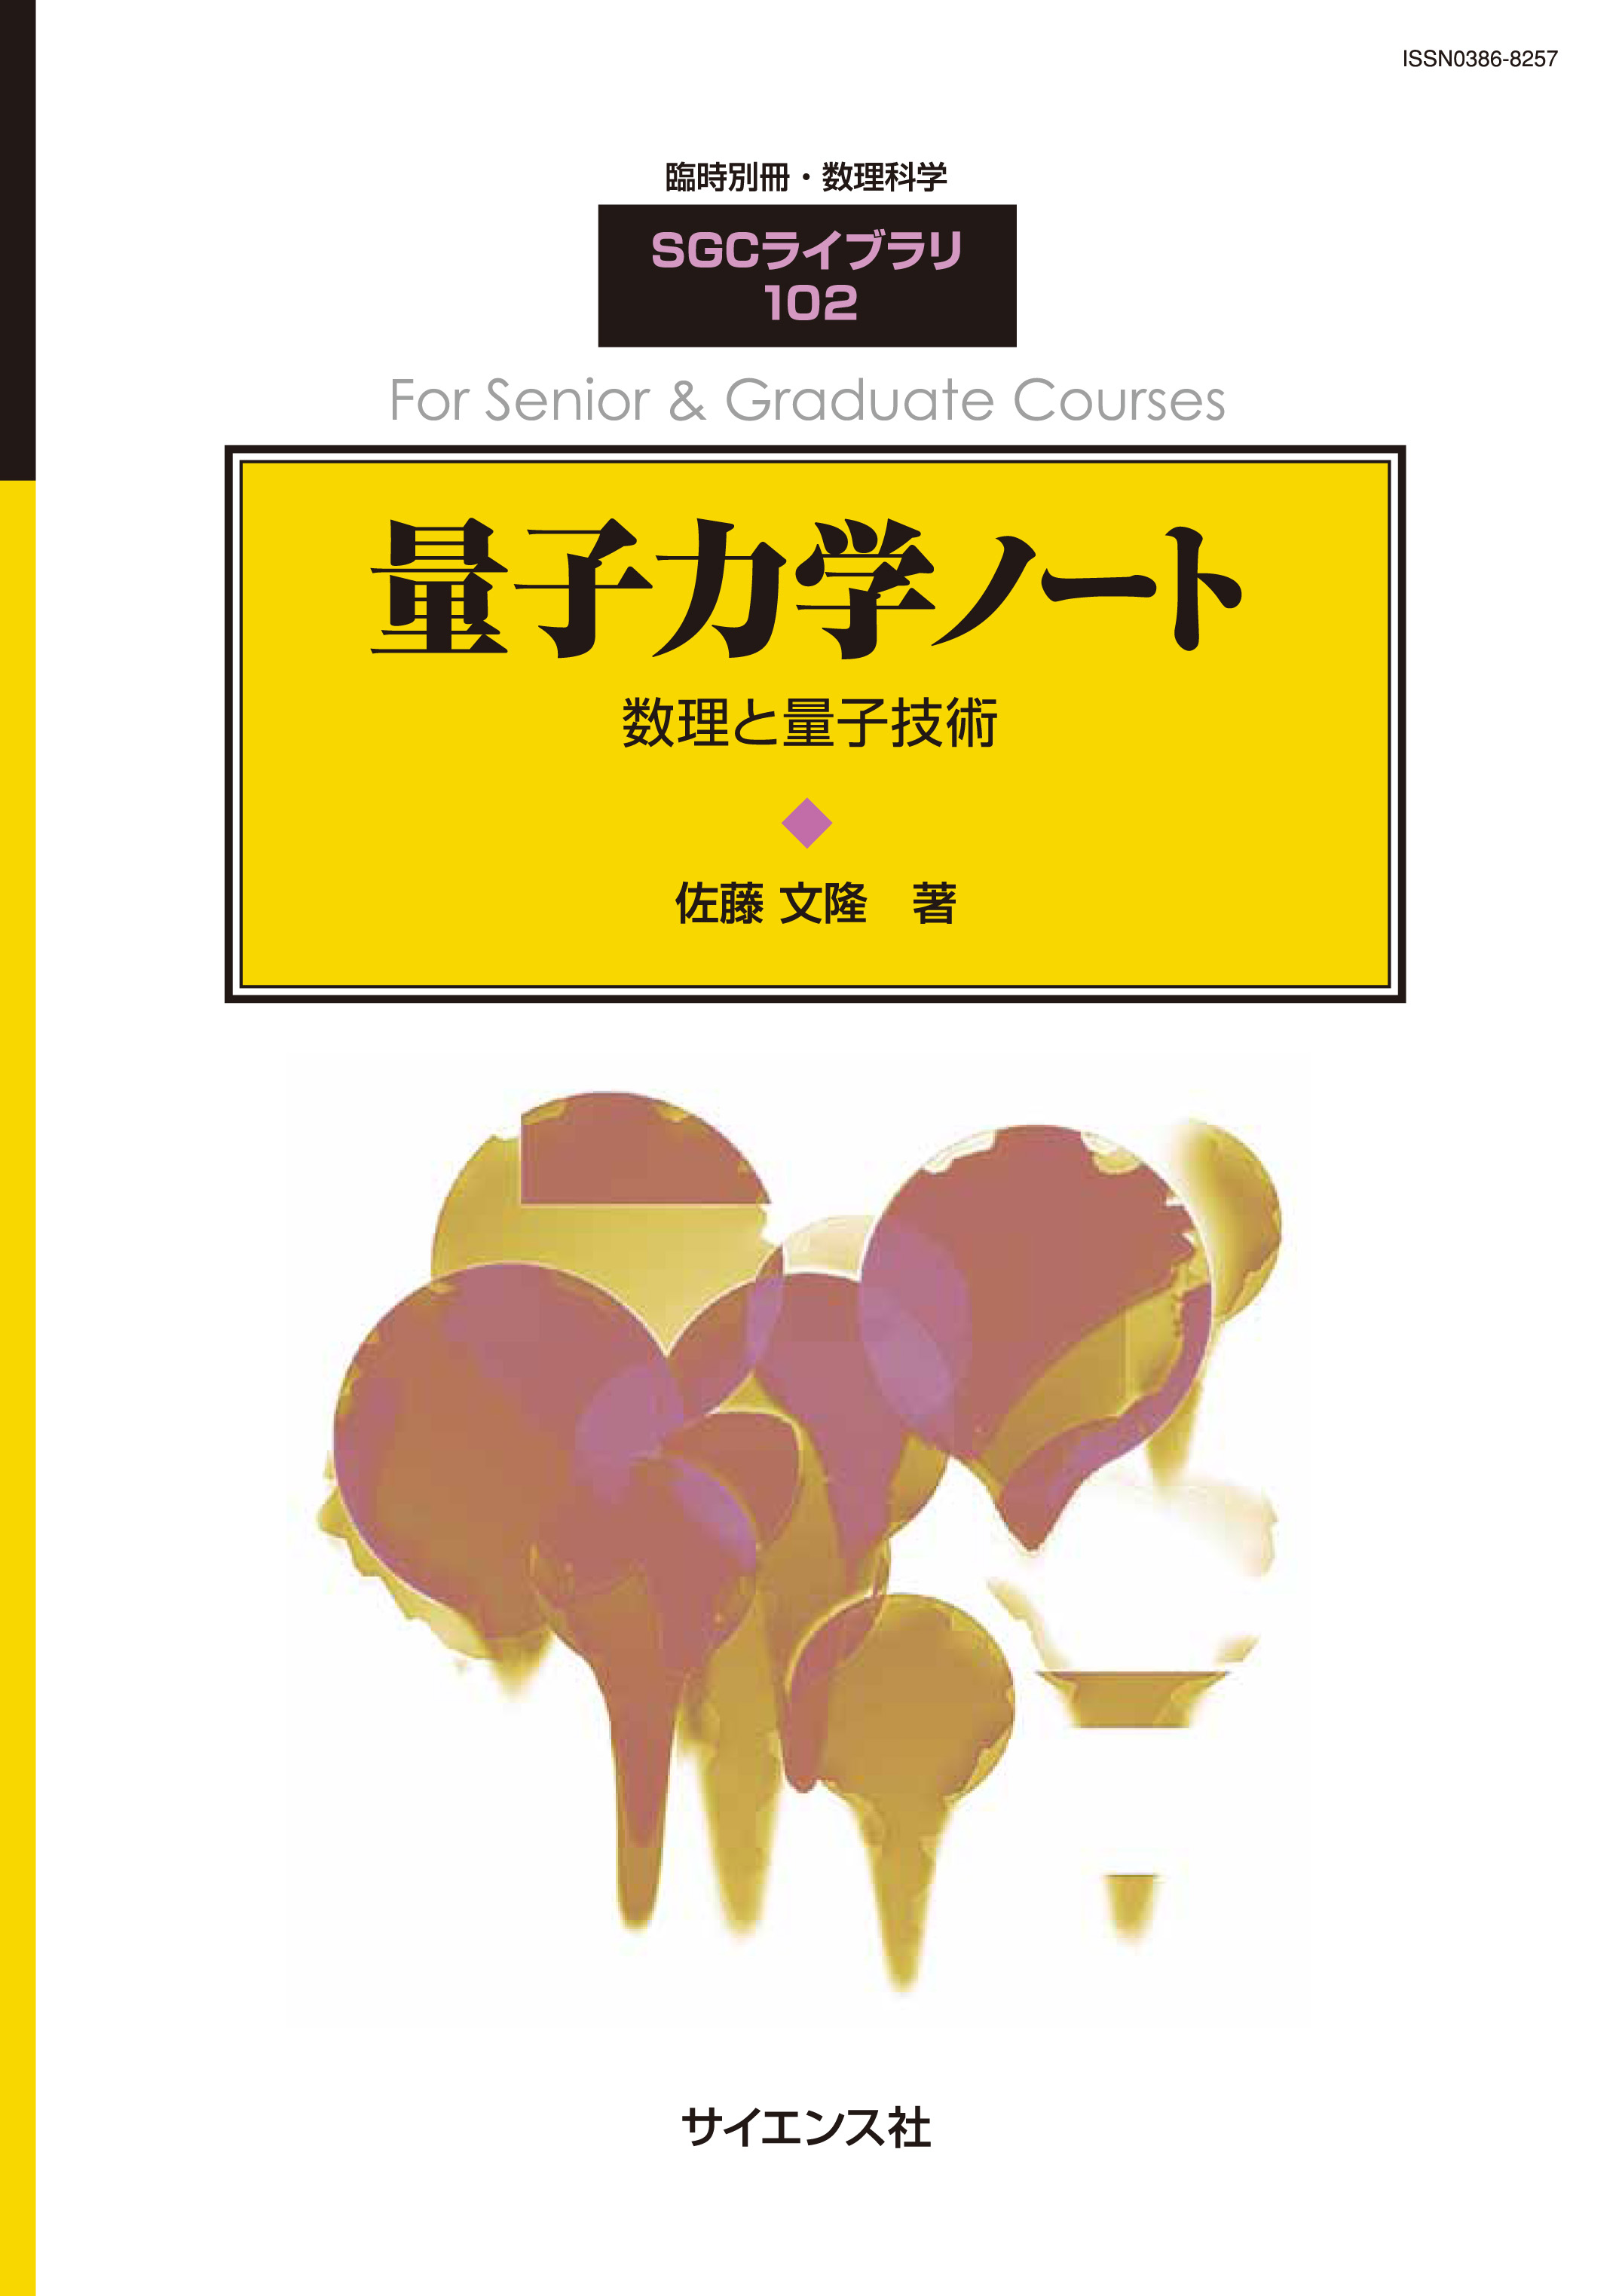 ISSN0386-8257
臨時別冊・数理科学
SGCライブラリ
102
For Senior & Graduate Courses
量子力学ノート
数理と量子技術
佐藤 文隆 著
サイエンス社